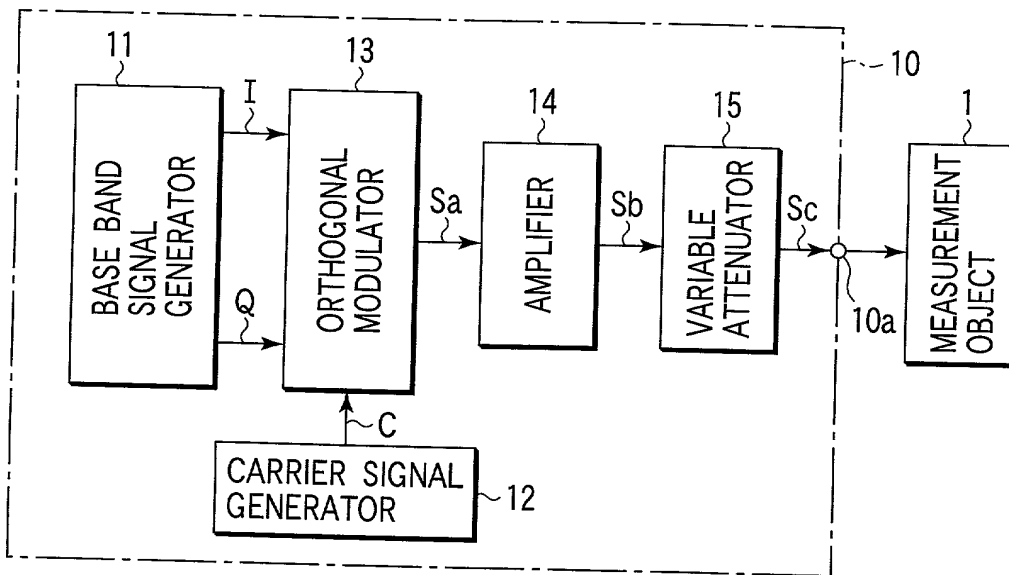 11
I
13
10
14
15
1
BASE BAND
SIGNAL
GENERATOR
ORTHOGONAL
MODULATOR
Sa
AMPLIFIER
Sb
VARIABLE
ATTENUATOR
Sc
10a
MEASUREMENT
OBJECT
Q
C
CARRIER SIGNAL
GENERATOR
12